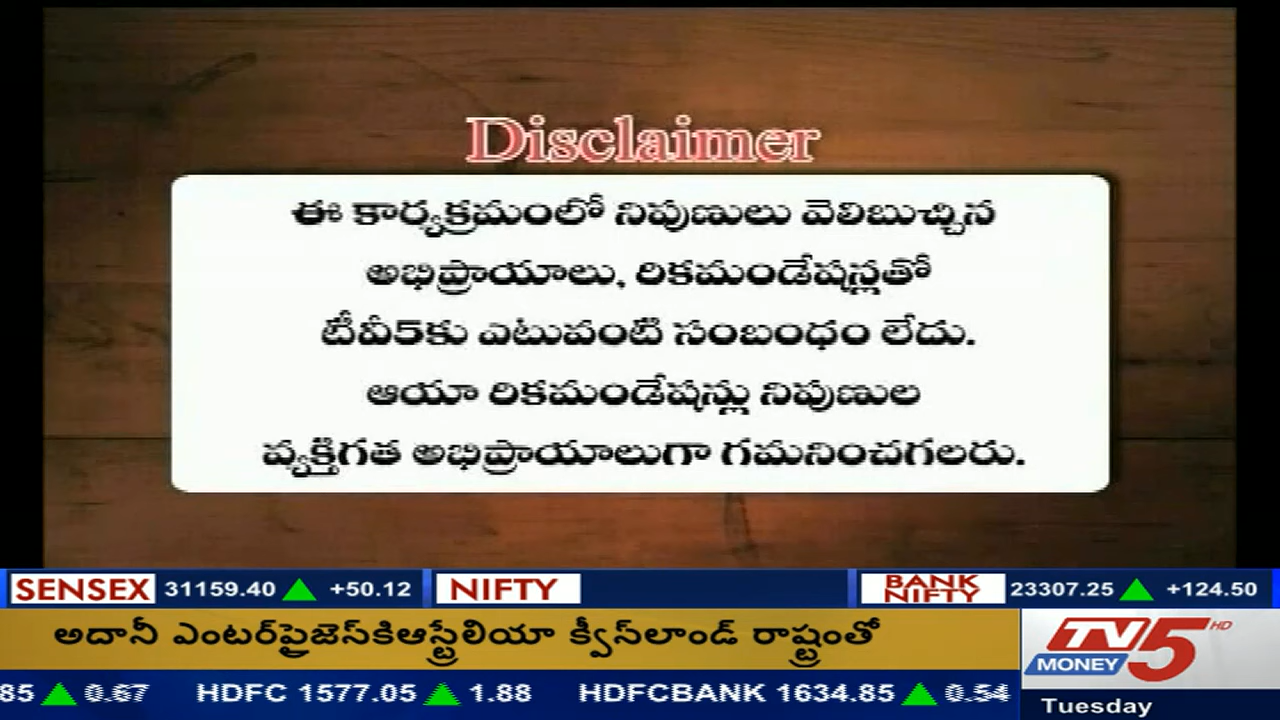 Disclaimer
ఈ కార్యక్రమంలో నిపుణులు వెలిబుచ్చిన
అభిప్రాయాలు, రికమండేషన్లతో
టీవీ5కు ఎటువంటి సంబంధం లేదు.
ఆయా రికమండేషన్లు నిపుణుల
వ్యక్తిగత అభిప్రాయాలుగా గమనించగలరు.
SENSEX 31159.40 +50.12 NIFTY BANK NIFTY 23307.25 +124.50
అదానీ ఎంటర్‌ప్రైజెస్‌కిఆస్ట్రేలియా క్వీన్‌లాండ్ రాష్ట్రంతో
TV5 HD
MONEY
85 0.67 HDFC 1577.05 1.88 HDFCBANK 1634.85 0.54
Tuesday